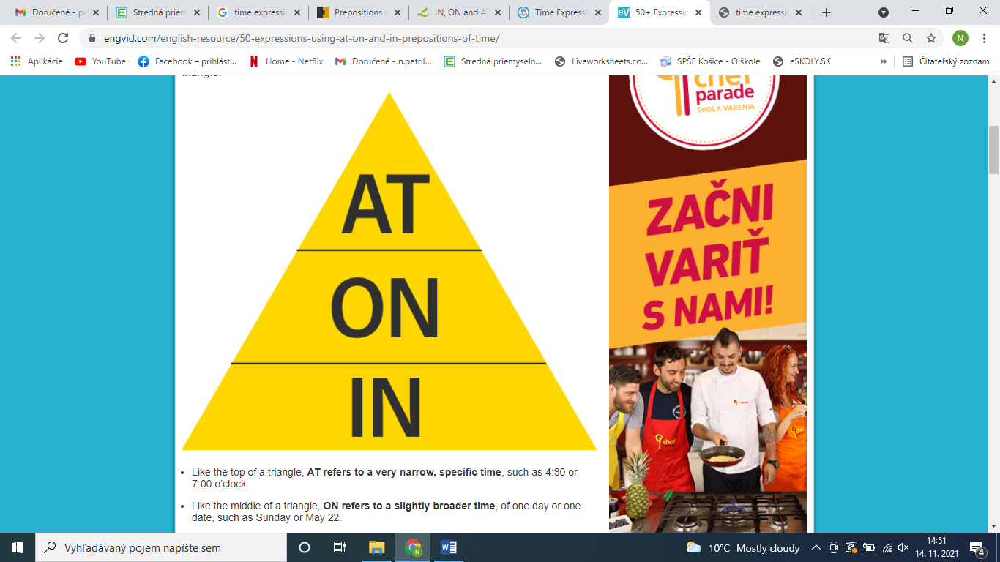 Doručené - pe
Stredná priem
time expressi
Prepositions o
IN, ON and AT
Time Expressi
eV 50+ Expressio
time expressio
engvid.com/english-resource/50-expressions-using-at-on-and-in-prepositions-of-time/
N
Aplikácie
YouTube
Facebook – prihlást...
Home - Netflix
Doručené - n.petril...
Stredná priemyseln...
Liveworksheets.co...
SPŠE Košice - O škole
eSKOLY.SK
»
Čitateľský zoznam
AT
ON
IN
Like the top of a triangle, AT refers to a very narrow, specific time, such as 4:30 or
7:00 o'clock.
Like the middle of a triangle, ON refers to a slightly broader time, of one day or one
date, such as Sunday or May 22.
chef
parade
ŠKOLA VARENIA
ZAČNI
VARIŤ
S NAMI!
chef
Vyhľadávaný pojem napíšte sem
10°C Mostly cloudy
14:51
14. 11. 2021
4